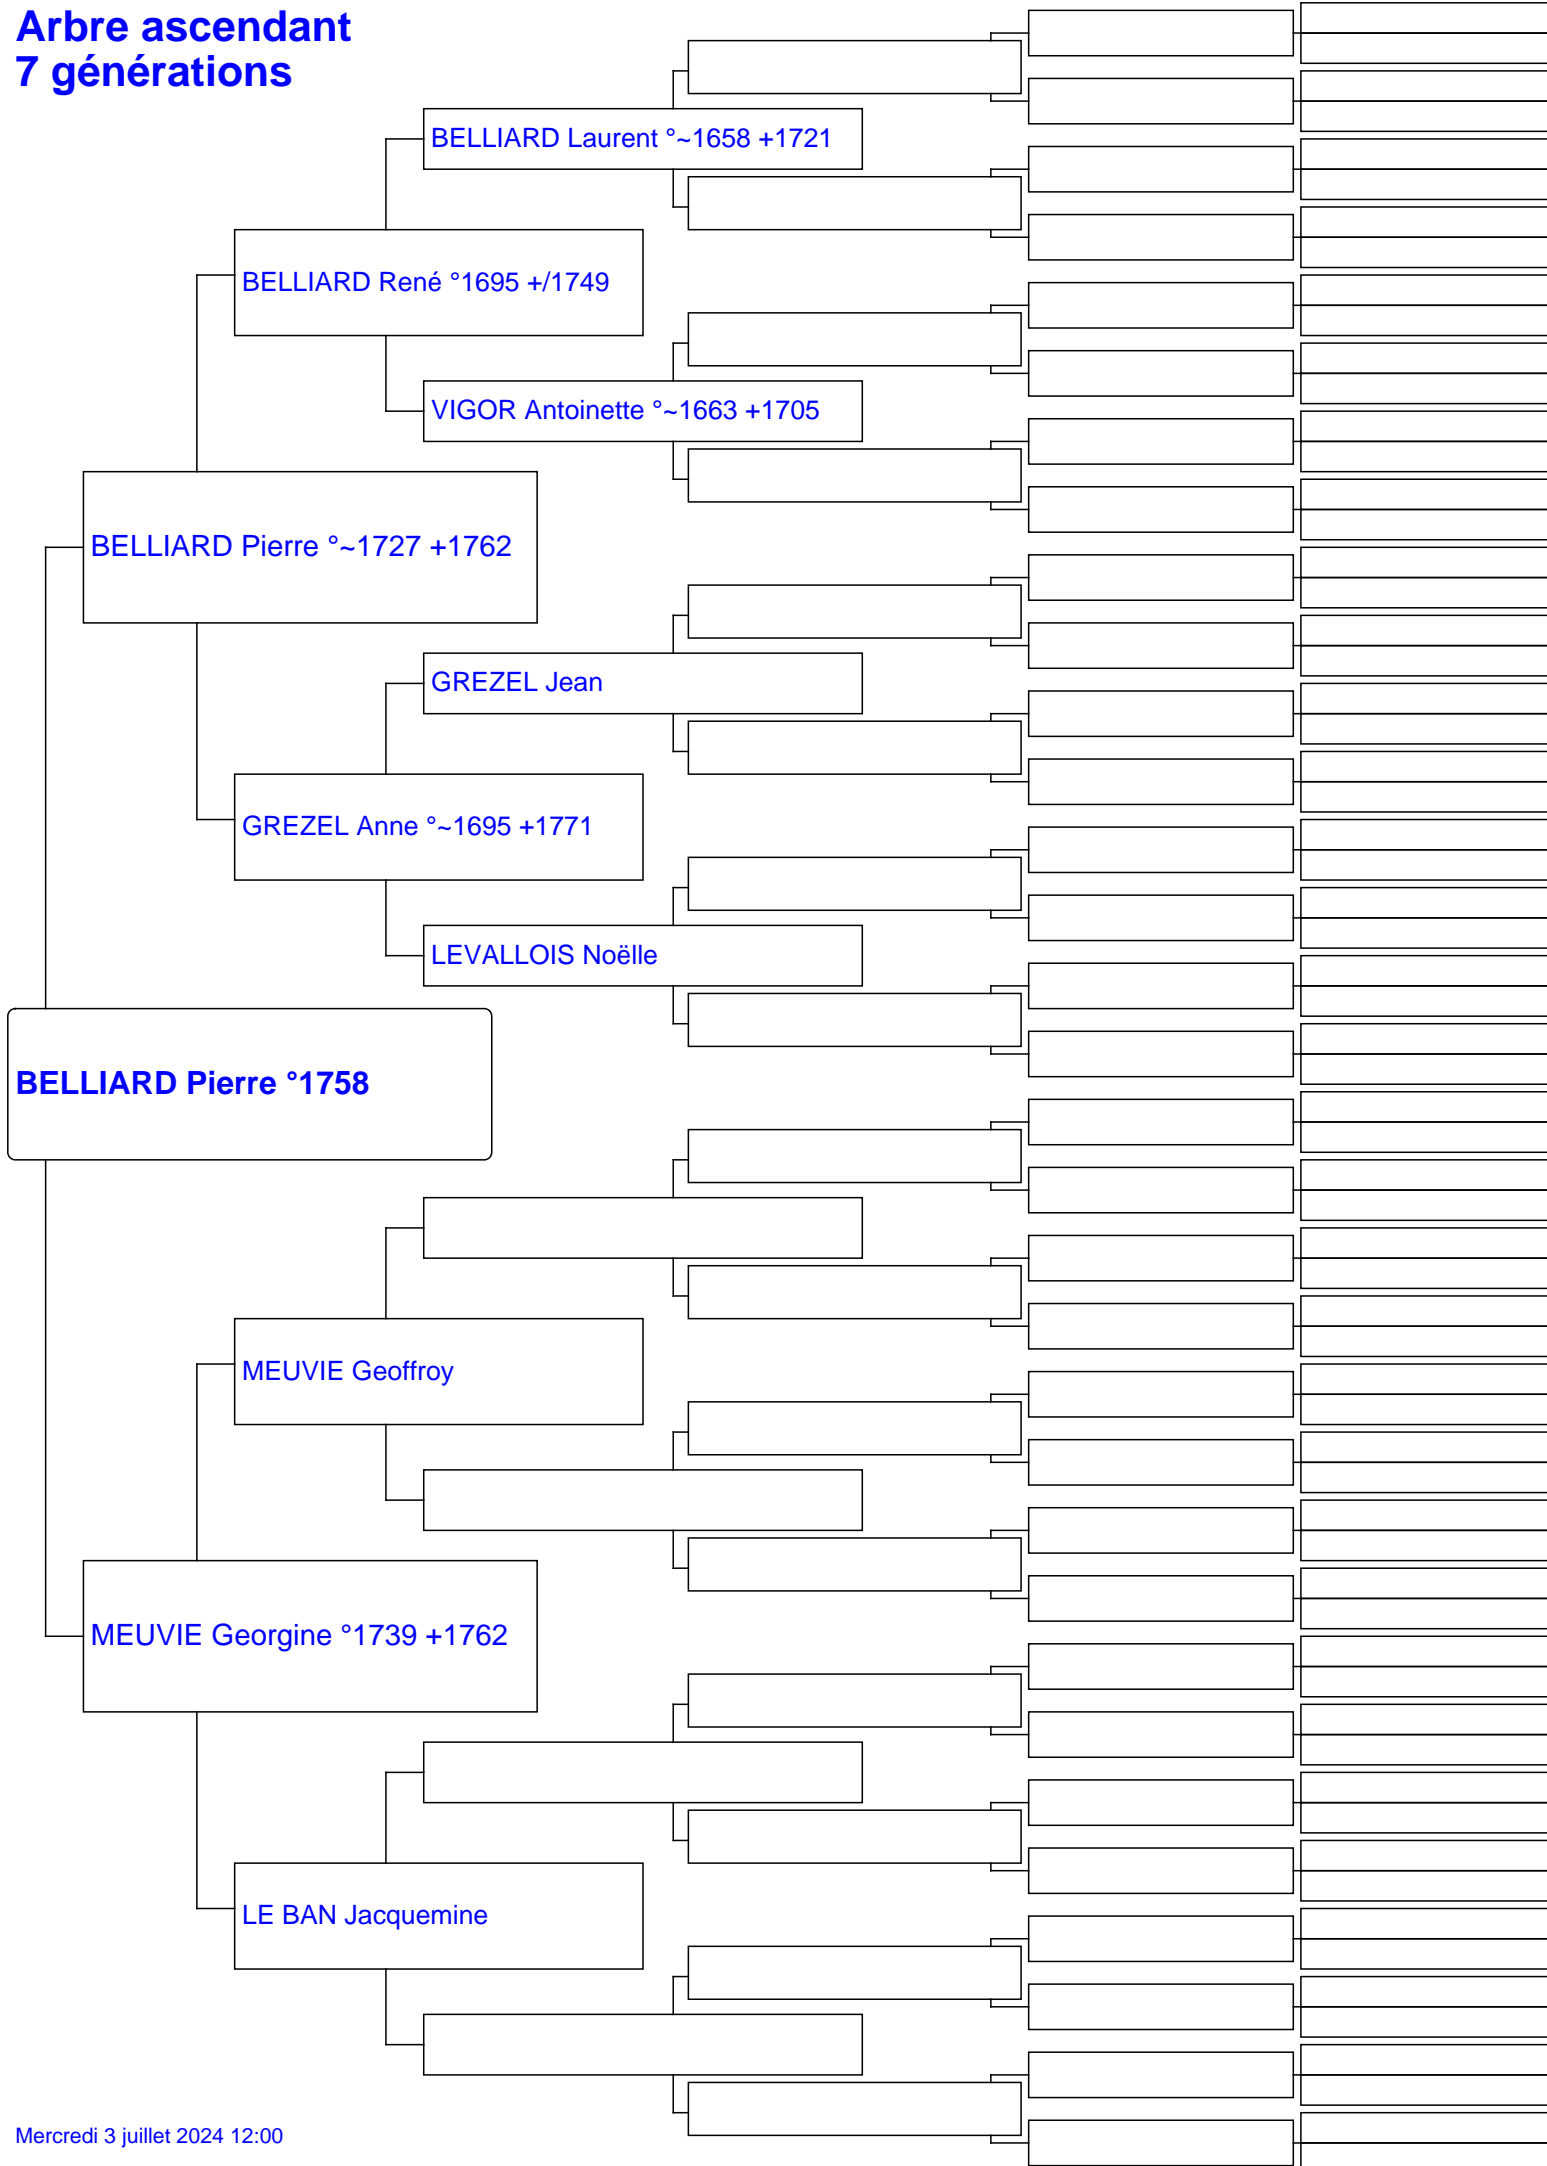 Arbre ascendant
7 générations
BELLIARD Laurent °~1658 +1721
BELLIARD René °1695 +/1749
VIGOR Antoinette °~1663 +1705
BELLIARD Pierre °~1727 +1762
GREZEL Jean
GREZEL Anne °~1695 +1771
LEVALLOIS Noëlle
BELLIARD Pierre °1758
MEUVIE Geoffroy
MEUVIE Georgine °1739 +1762
LE BAN Jacquemine
Mercredi 3 juillet 2024 12:00